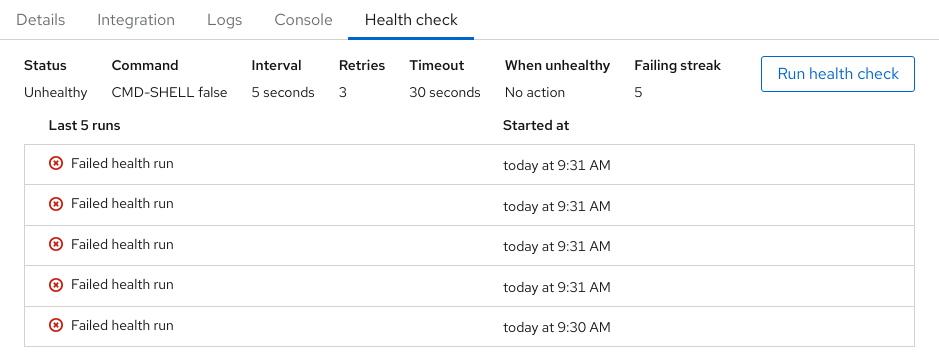 Details Integration Logs Console Health check
Status Command Interval Retries Timeout When unhealthy Failing streak
Run health check
Unhealthy CMD-SHELL false 5 seconds 3 30 seconds No action 5
Last 5 runs Started at
Failed health run today at 9:31 AM
Failed health run today at 9:31 AM
Failed health run today at 9:31 AM
Failed health run today at 9:31 AM
Failed health run today at 9:30 AM